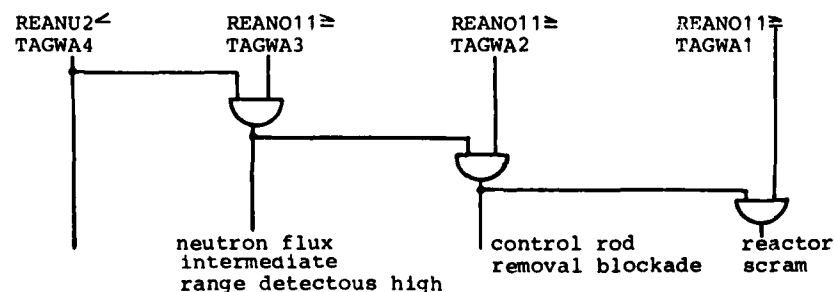 REANU2≤
TAGWA4
REANO11≥
TAGWA3
REANO11≥
TAGWA2
REANO11≥
TAGWA1
neutron flux
intermediate
range detectous high
control rod
removal blockade
reactor
scram